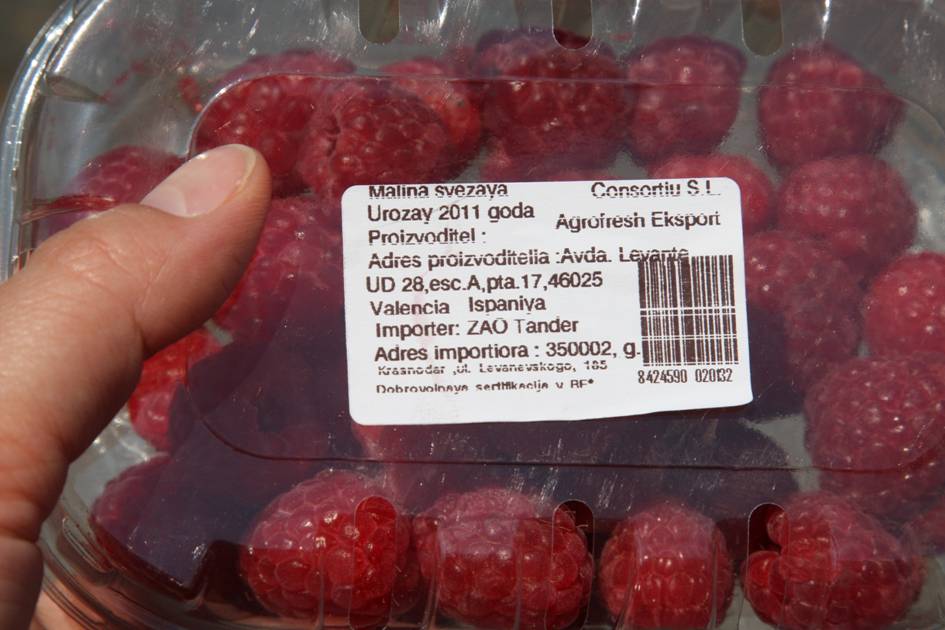 Malina svezaya Consortiu S.L.
Urozay 2011 goda Agrofresh Eksport
Proizvoditel :
Adres proizvoditelia :Avda. Levante
UD 28,esc.A,pta.17,46025
Valencia Ispaniya
Importer: ZAO Tander
Adres importiora : 350002, g.
Krasnodar ,ul. Levanevskogo, 185
Dobrovolnaya sertifikacija v RF*
8424590 020132